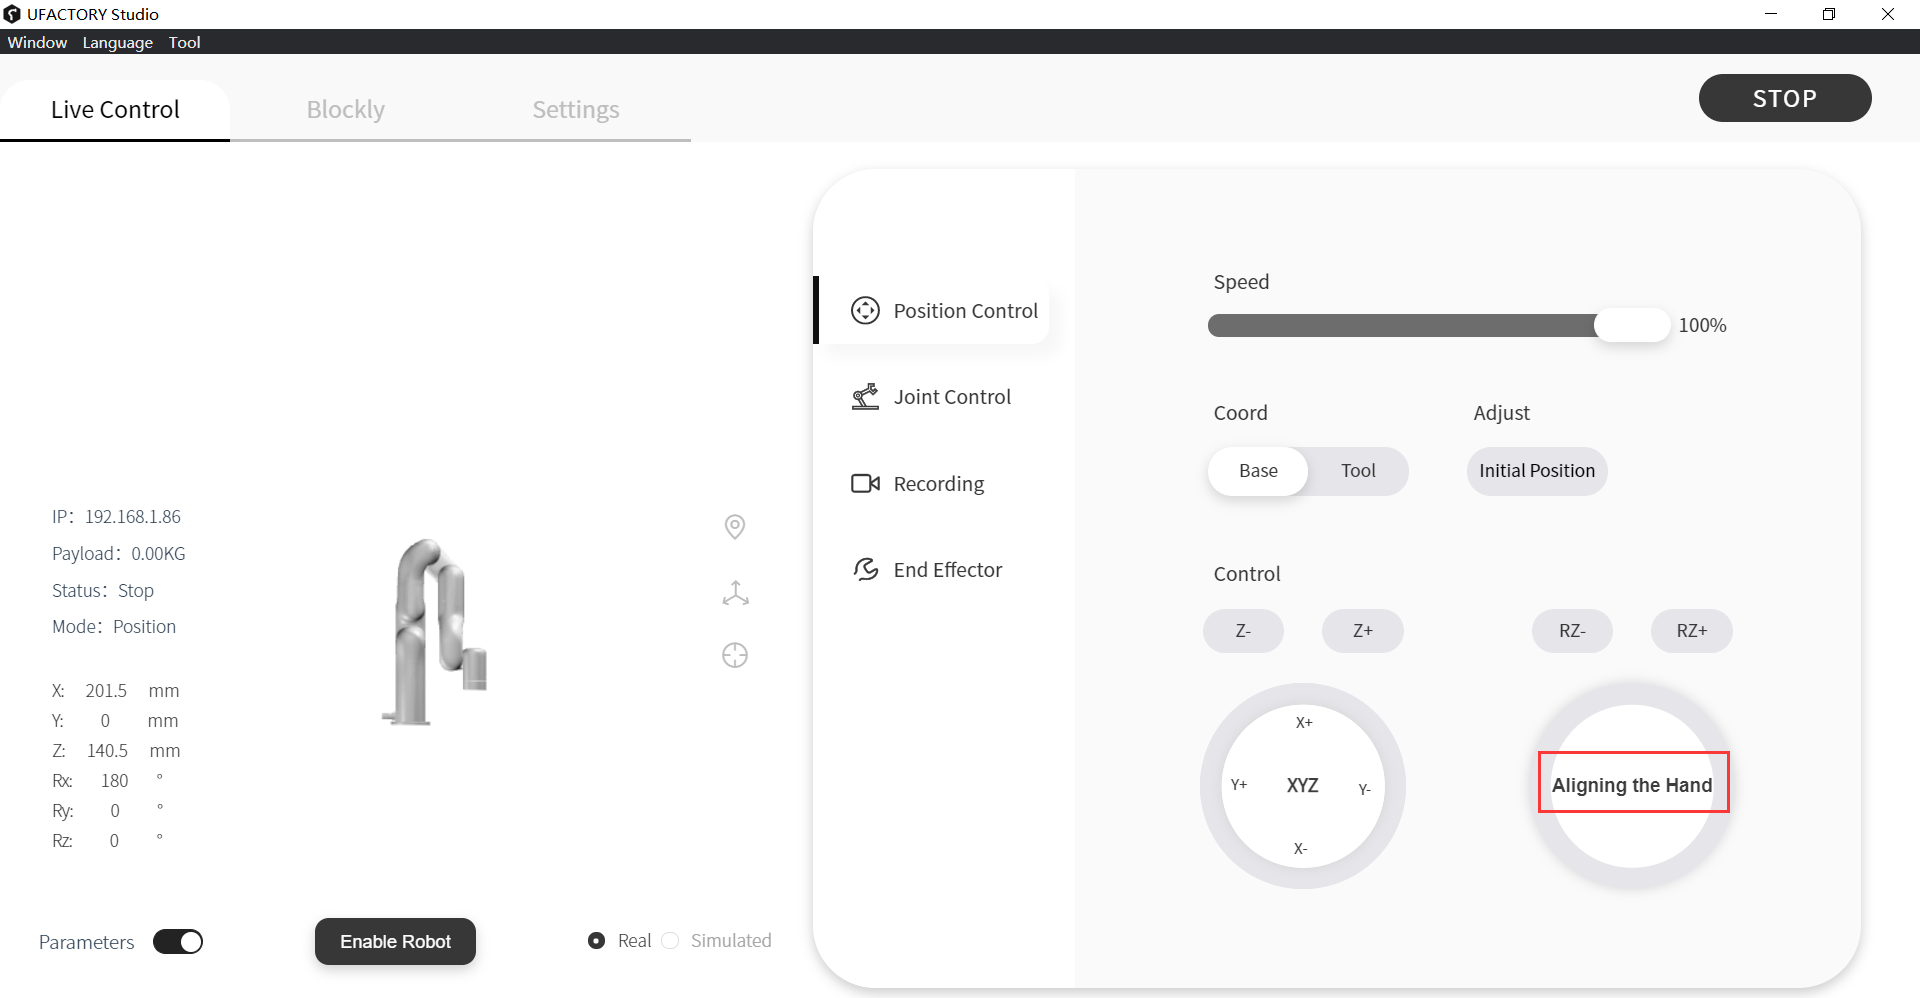 UFACTORY Studio
Window Language Tool
Live Control Blockly Settings STOP
Position Control
Joint Control
Recording
End Effector
Speed
100%
Coord Adjust
Base Tool Initial Position
Control
Z- Z+ RZ- RZ+
X+
Y+ XYZ Y-
X-
Aligning the Hand
IP：192.168.1.86
Payload：0.00KG
Status：Stop
Mode：Position
X: 201.5 mm
Y: 0 mm
Z: 140.5 mm
Rx: 180 °
Ry: 0 °
Rz: 0 °
Parameters Enable Robot Real Simulated